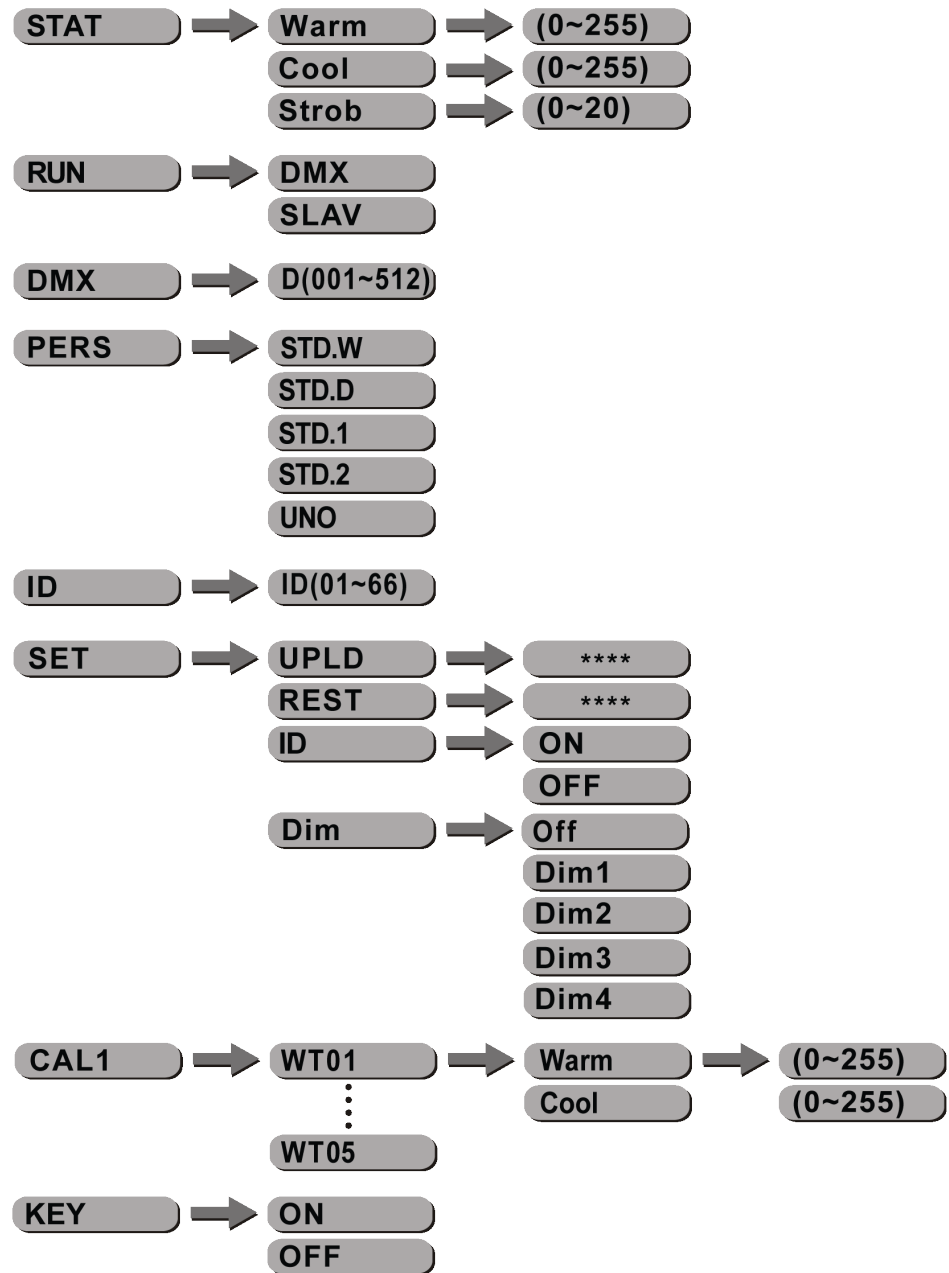 STAT Warm (0~255)
Cool (0~255)
Strob (0~20)
RUN DMX
SLAV
DMX D(001~512)
PERS STD.W
STD.D
STD.1
STD.2
UNO
ID ID(01~66)
SET UPLD ****
REST ****
ID ON
OFF
Dim Off
Dim1
Dim2
Dim3
Dim4
CAL1 WT01 Warm (0~255)
Cool (0~255)
WT05
KEY ON
OFF